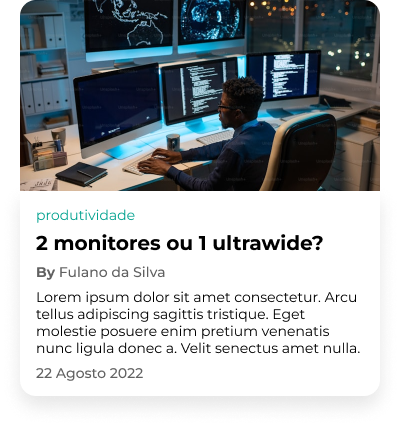 produtividade
2 monitores ou 1 ultrawide?
By Fulano da Silva
Lorem ipsum dolor sit amet consectetur. Arcu
tellus adipiscing sagittis tristique. Eget
molestie posuere enim pretium venenatis
nunc ligula donec a. Velit senectus amet nulla.
22 Agosto 2022